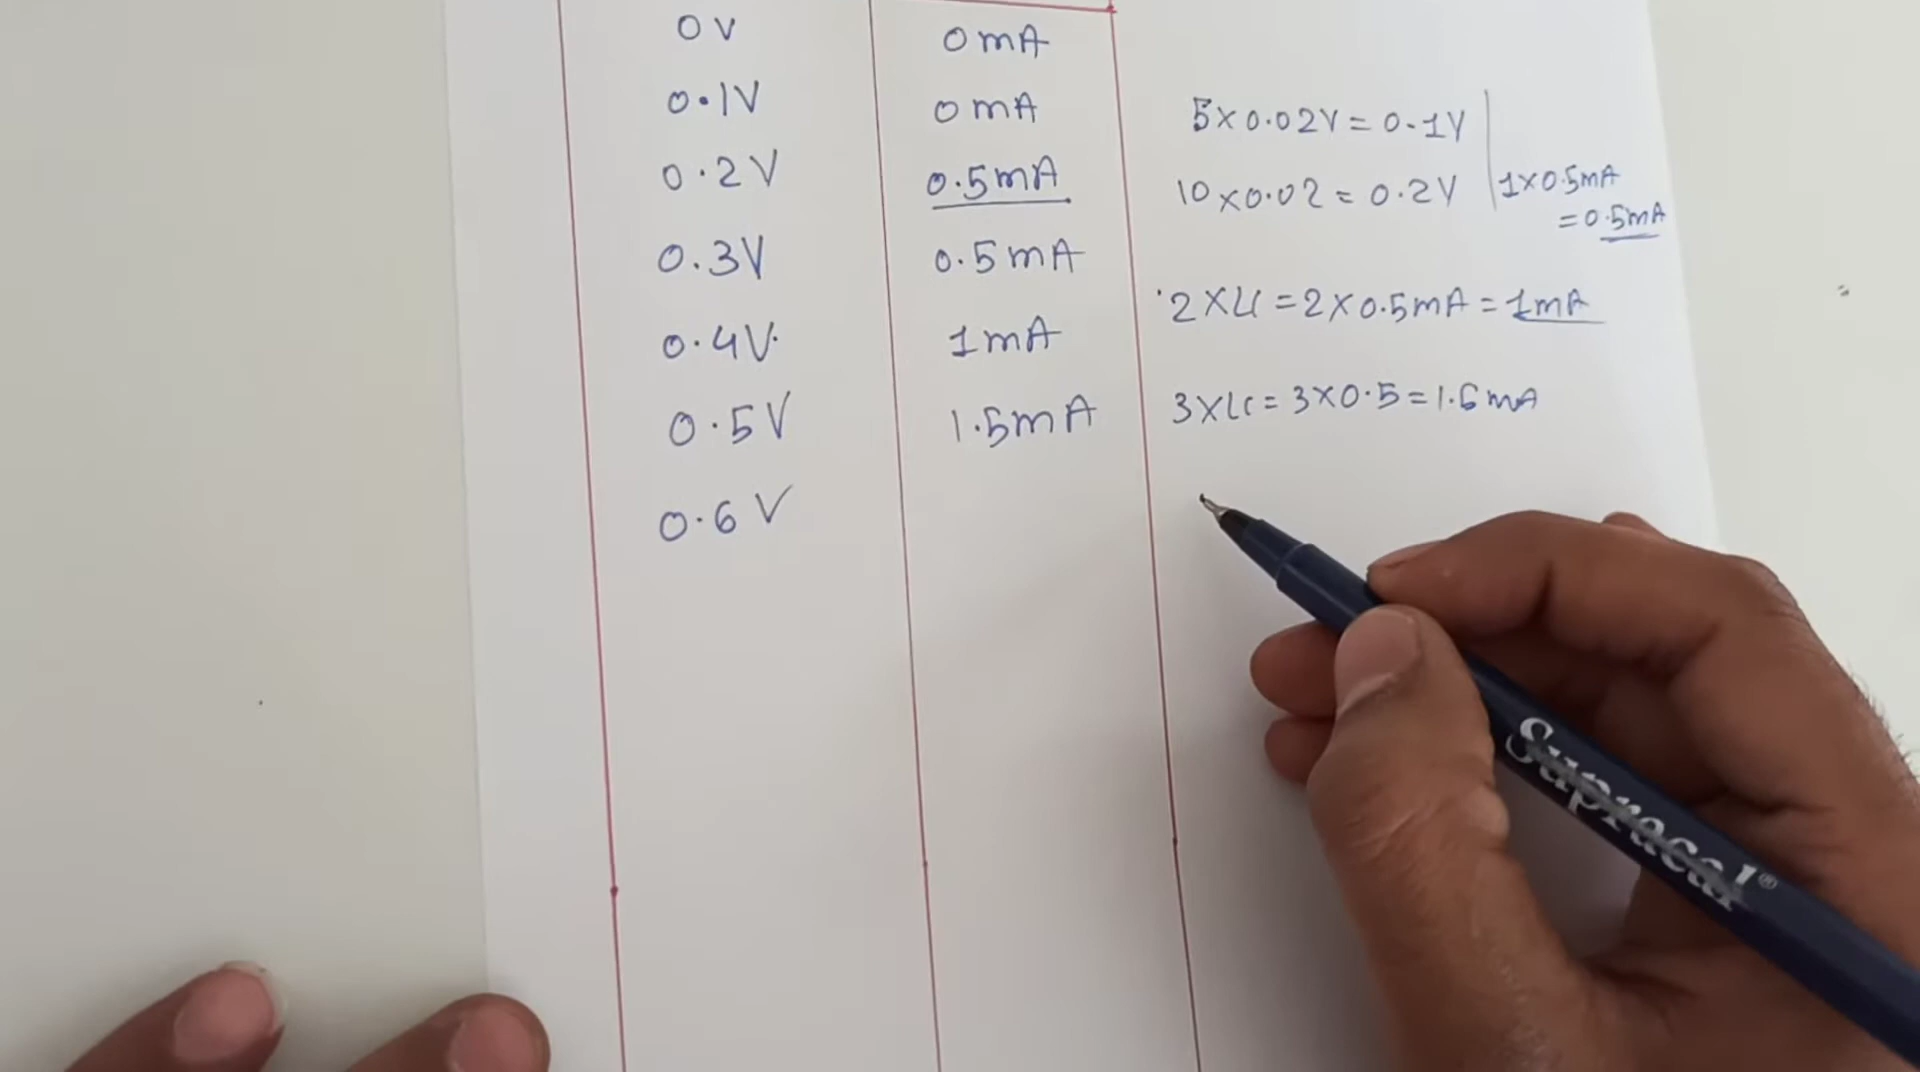 0V 0mA
0.1V 0mA
0.2V 0.5mA
0.3V 0.5mA
0.4V. 1mA
0.5V 1.5mA
0.6V
5×0.02V=0.1V
10×0.02=0.2V
1×0.5mA
=0.5mA
2×LC=2×0.5mA=1mA
3×LC=3×0.5=1.5mA
Supracal®